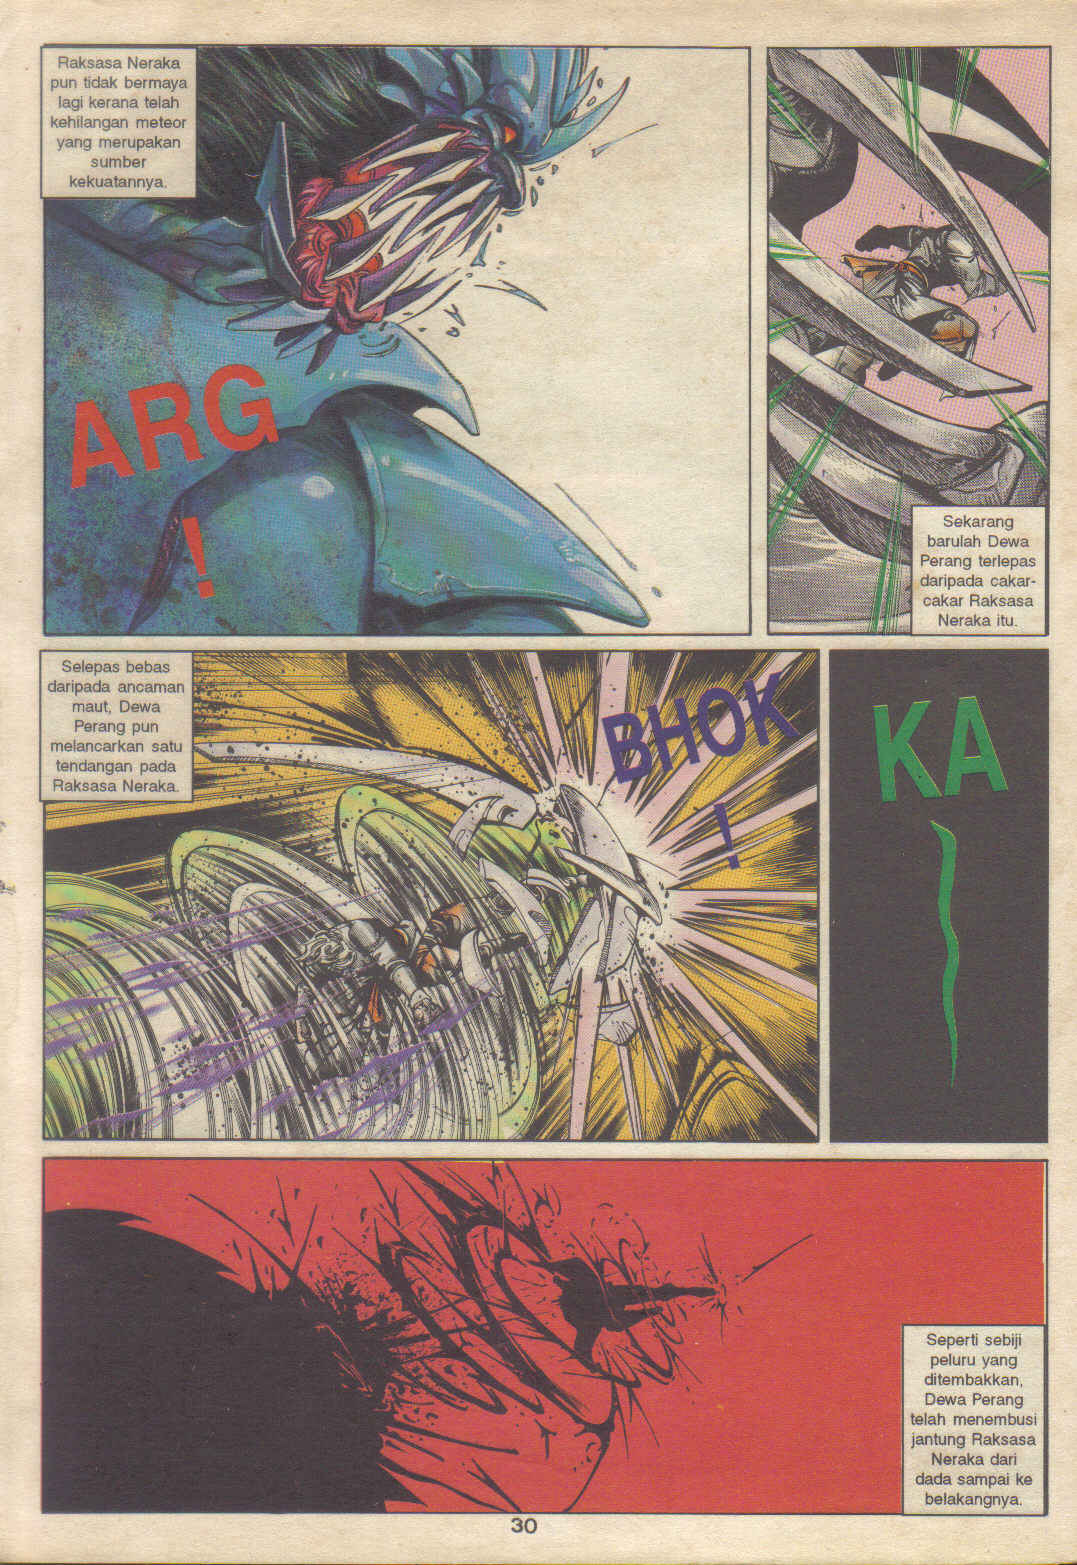 Raksasa Neraka
pun tidak bermaya
lagi kerana telah
kehilangan meteor
yang merupakan
sumber
kekuatannya.
ARG
!
Sekarang
barulah Dewa
Perang terlepas
daripada cakar-
cakar Raksasa
Neraka itu.
Selepas bebas
daripada ancaman
maut, Dewa
Perang pun
melancarkan satu
tendangan pada
Raksasa Neraka.
BHOK
!
KA
Seperti sebiji
peluru yang
ditembakkan,
Dewa Perang
telah menembusi
jantung Raksasa
Neraka dari
dada sampai ke
belakangnya.
30